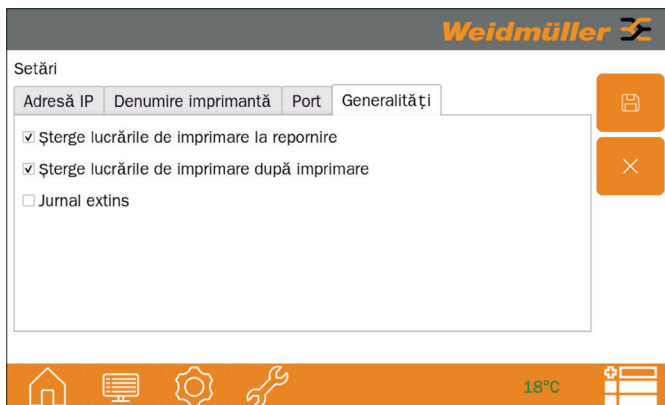 Weidmüller
Setări
Adresă IP Denumire imprimantă Port Generalități
Șterge lucrările de imprimare la repornire
Șterge lucrările de imprimare după imprimare
Jurnal extins
18°C